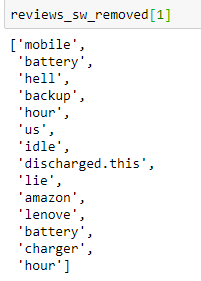 reviews_sw_removed[1]
['mobile',
'battery',
'hell',
'backup',
'hour',
'us',
'idle',
'discharged.this',
'lie',
'amazon',
'lenove',
'battery',
'charger',
'hour']